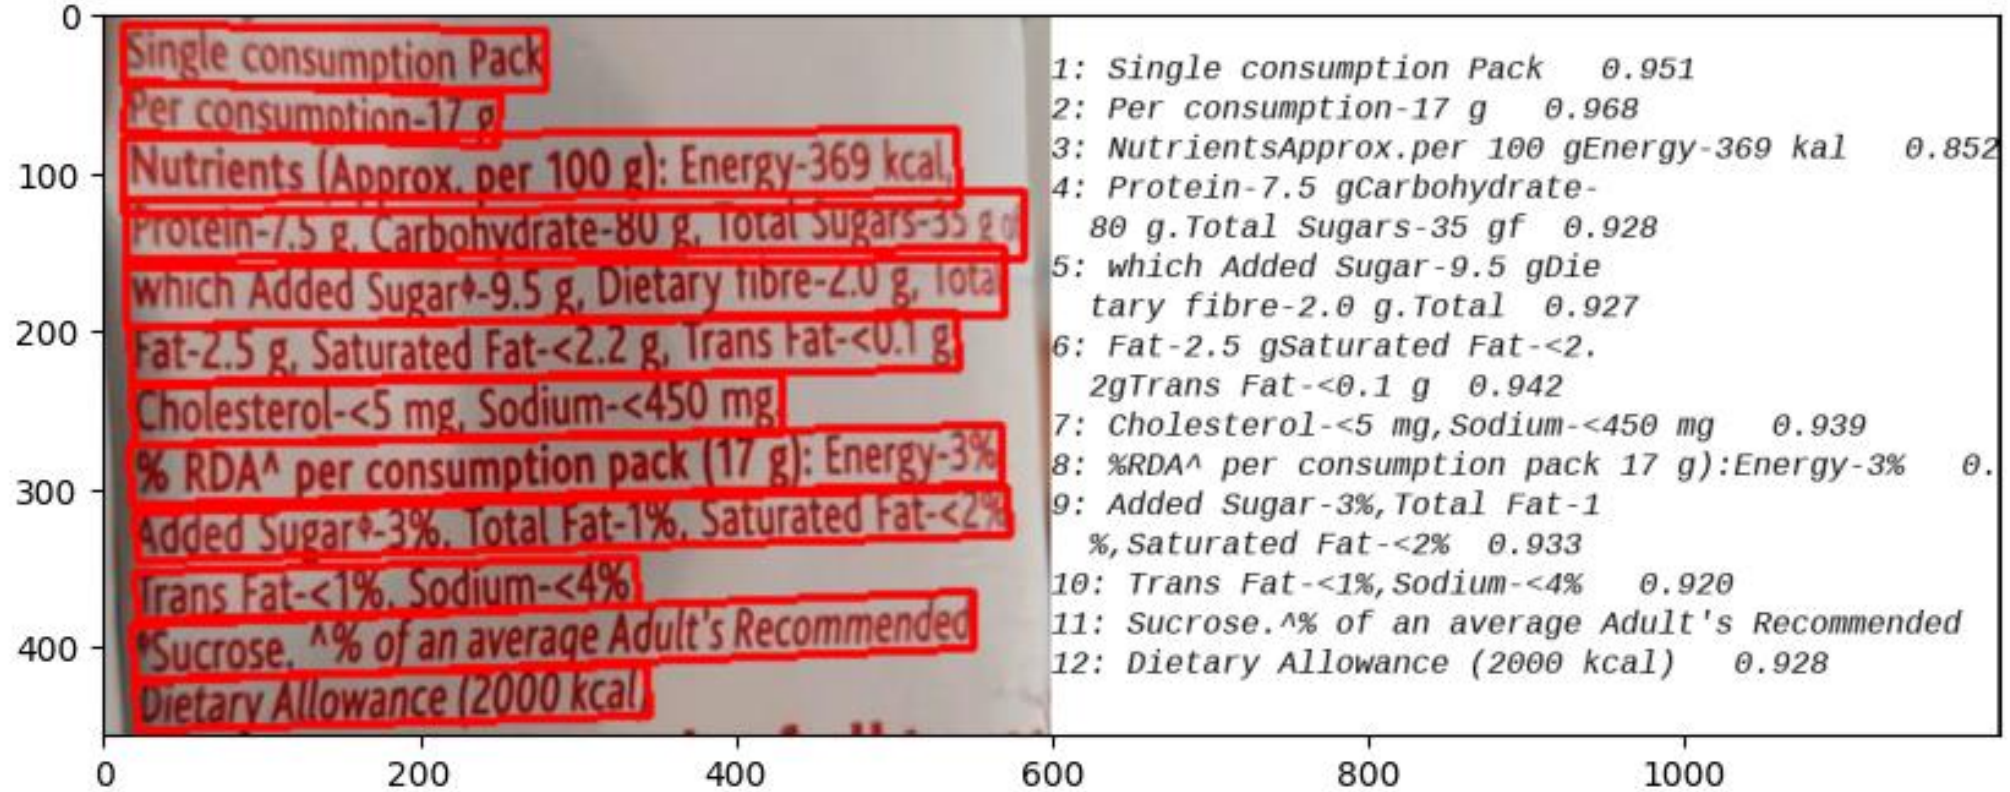 Single consumption Pack
Per consumption-17 g
Nutrients (Approx. per 100 g): Energy-369 kcal,
Protein-7.5 g, Carbohydrate-80 g, Total Sugars-35 g of
which Added Sugar⌖-9.5 g, Dietary fibre-2.0 g, Total
Fat-2.5 g, Saturated Fat-<2.2 g, Trans Fat-<0.1 g,
Cholesterol-<5 mg, Sodium-<450 mg.
% RDA^ per consumption pack (17 g): Energy-3%
Added Sugar⌖-3%, Total Fat-1%, Saturated Fat-<2%
Trans Fat-<1%, Sodium-<4%
⌖Sucrose. ^% of an average Adult's Recommended
Dietary Allowance (2000 kcal)
1: Single consumption Pack 0.951
2: Per consumption-17 g 0.968
3: NutrientsApprox.per 100 gEnergy-369 kal 0.852
4: Protein-7.5 gCarbohydrate-
80 g.Total Sugars-35 gf 0.928
5: which Added Sugar-9.5 gDie
tary fibre-2.0 g.Total 0.927
6: Fat-2.5 gSaturated Fat-<2.
2gTrans Fat-<0.1 g 0.942
7: Cholesterol-<5 mg,Sodium-<450 mg 0.939
8: %RDA^ per consumption pack 17 g):Energy-3% 0.
9: Added Sugar-3%,Total Fat-1
%,Saturated Fat-<2% 0.933
10: Trans Fat-<1%,Sodium-<4% 0.920
11: Sucrose.^% of an average Adult's Recommended
12: Dietary Allowance (2000 kcal) 0.928
0
100
200
300
400
0 200 400 600 800 1000